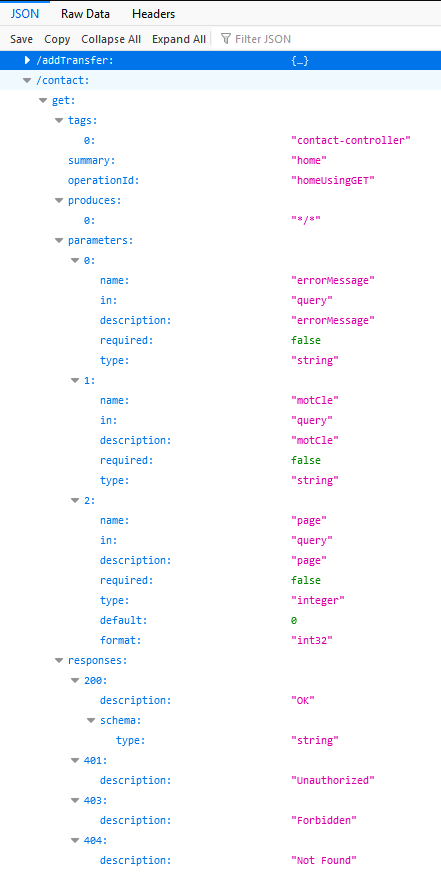 JSON Raw Data Headers
Save Copy Collapse All Expand All Filter JSON
/addTransfer: {…}
/contact:
get:
tags:
0: "contact-controller"
summary: "home"
operationId: "homeUsingGET"
produces:
0: "*/*"
parameters:
0:
name: "errorMessage"
in: "query"
description: "errorMessage"
required: false
type: "string"
1:
name: "motCle"
in: "query"
description: "motCle"
required: false
type: "string"
2:
name: "page"
in: "query"
description: "page"
required: false
type: "integer"
default: 0
format: "int32"
responses:
200:
description: "OK"
schema:
type: "string"
401:
description: "Unauthorized"
403:
description: "Forbidden"
404:
description: "Not Found"